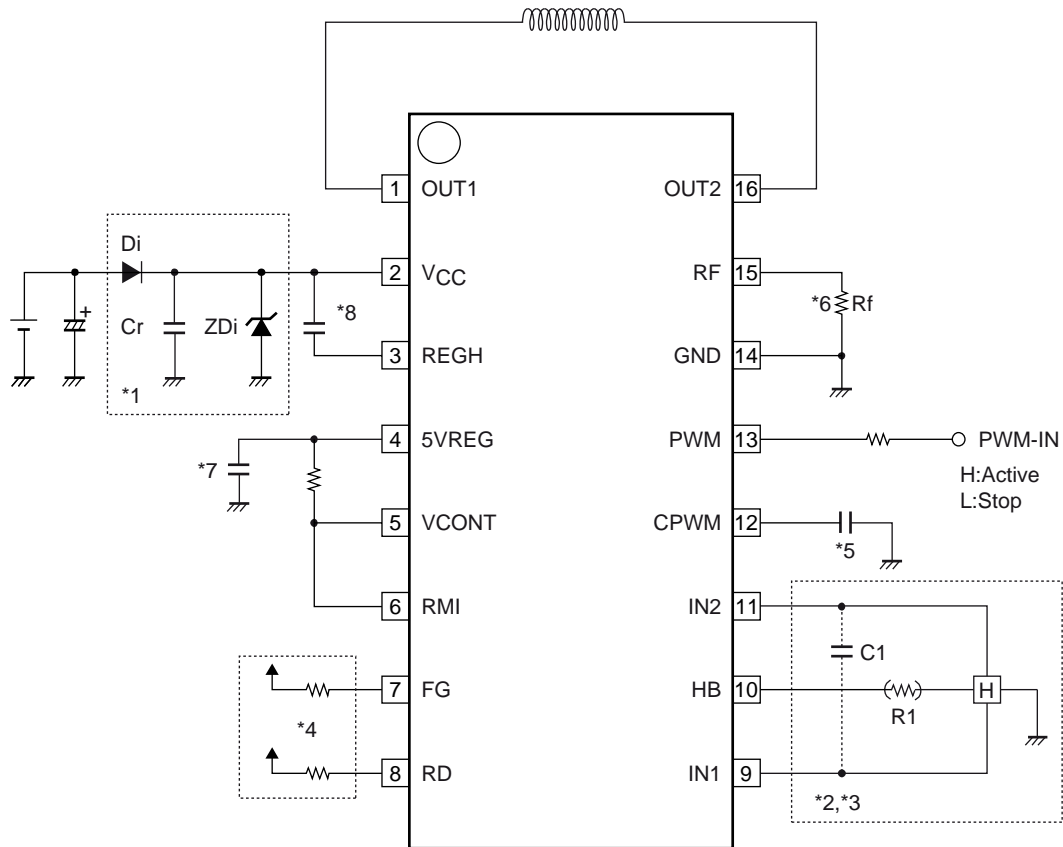 1 OUT1
OUT2 16
Di
2 VCC
RF 15
+
Cr
ZDi
*8
*6 Rf
3 REGH
GND 14
*1
4 5VREG
PWM 13
PWM-IN
*7
H:Active
L:Stop
5 VCONT
CPWM 12
*5
6 RMI
IN2 11
C1
7 FG
HB 10
H
R1
*4
8 RD
IN1 9
*2,*3